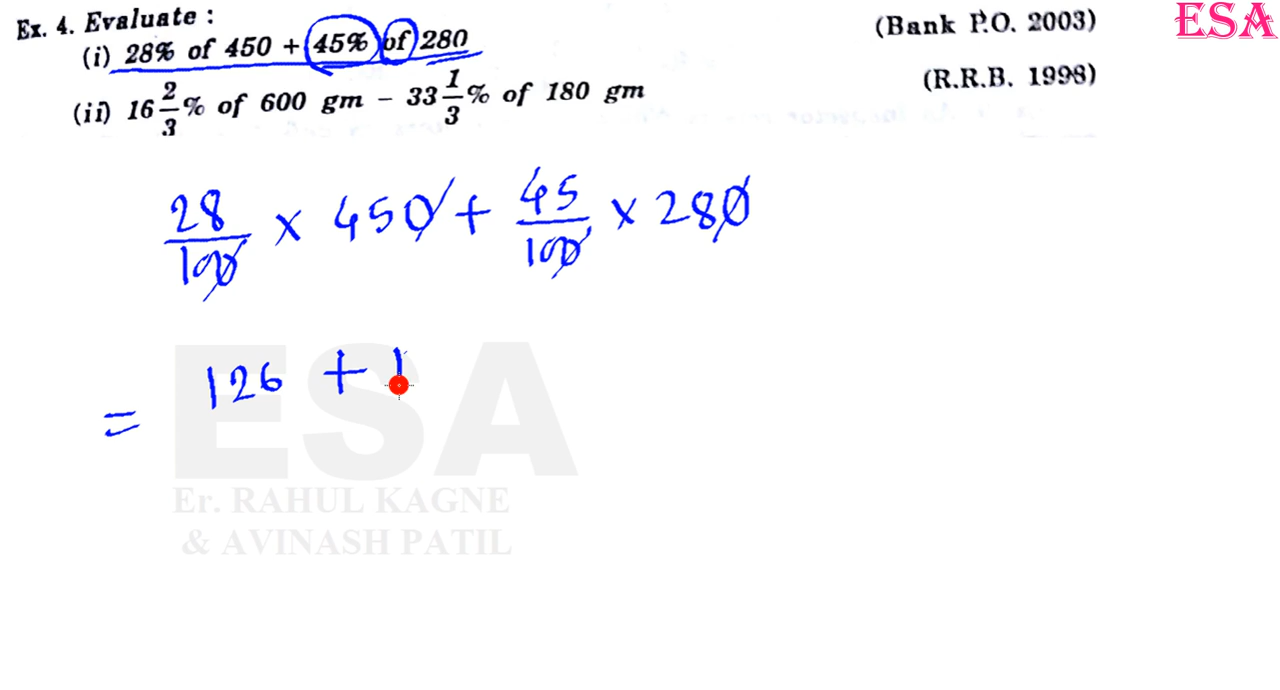 Ex. 4. Evaluate : (Bank P.O. 2003) ESA
(i) 28% of 450 + 45% of 280
(ii) 16 2/3 % of 600 gm – 33 1/3 % of 180 gm (R.R.B. 1998)
28/100 × 450 + 45/100 × 280
= 126 + 1
ESA
Er. RAHUL KAGNE
& AVINASH PATIL